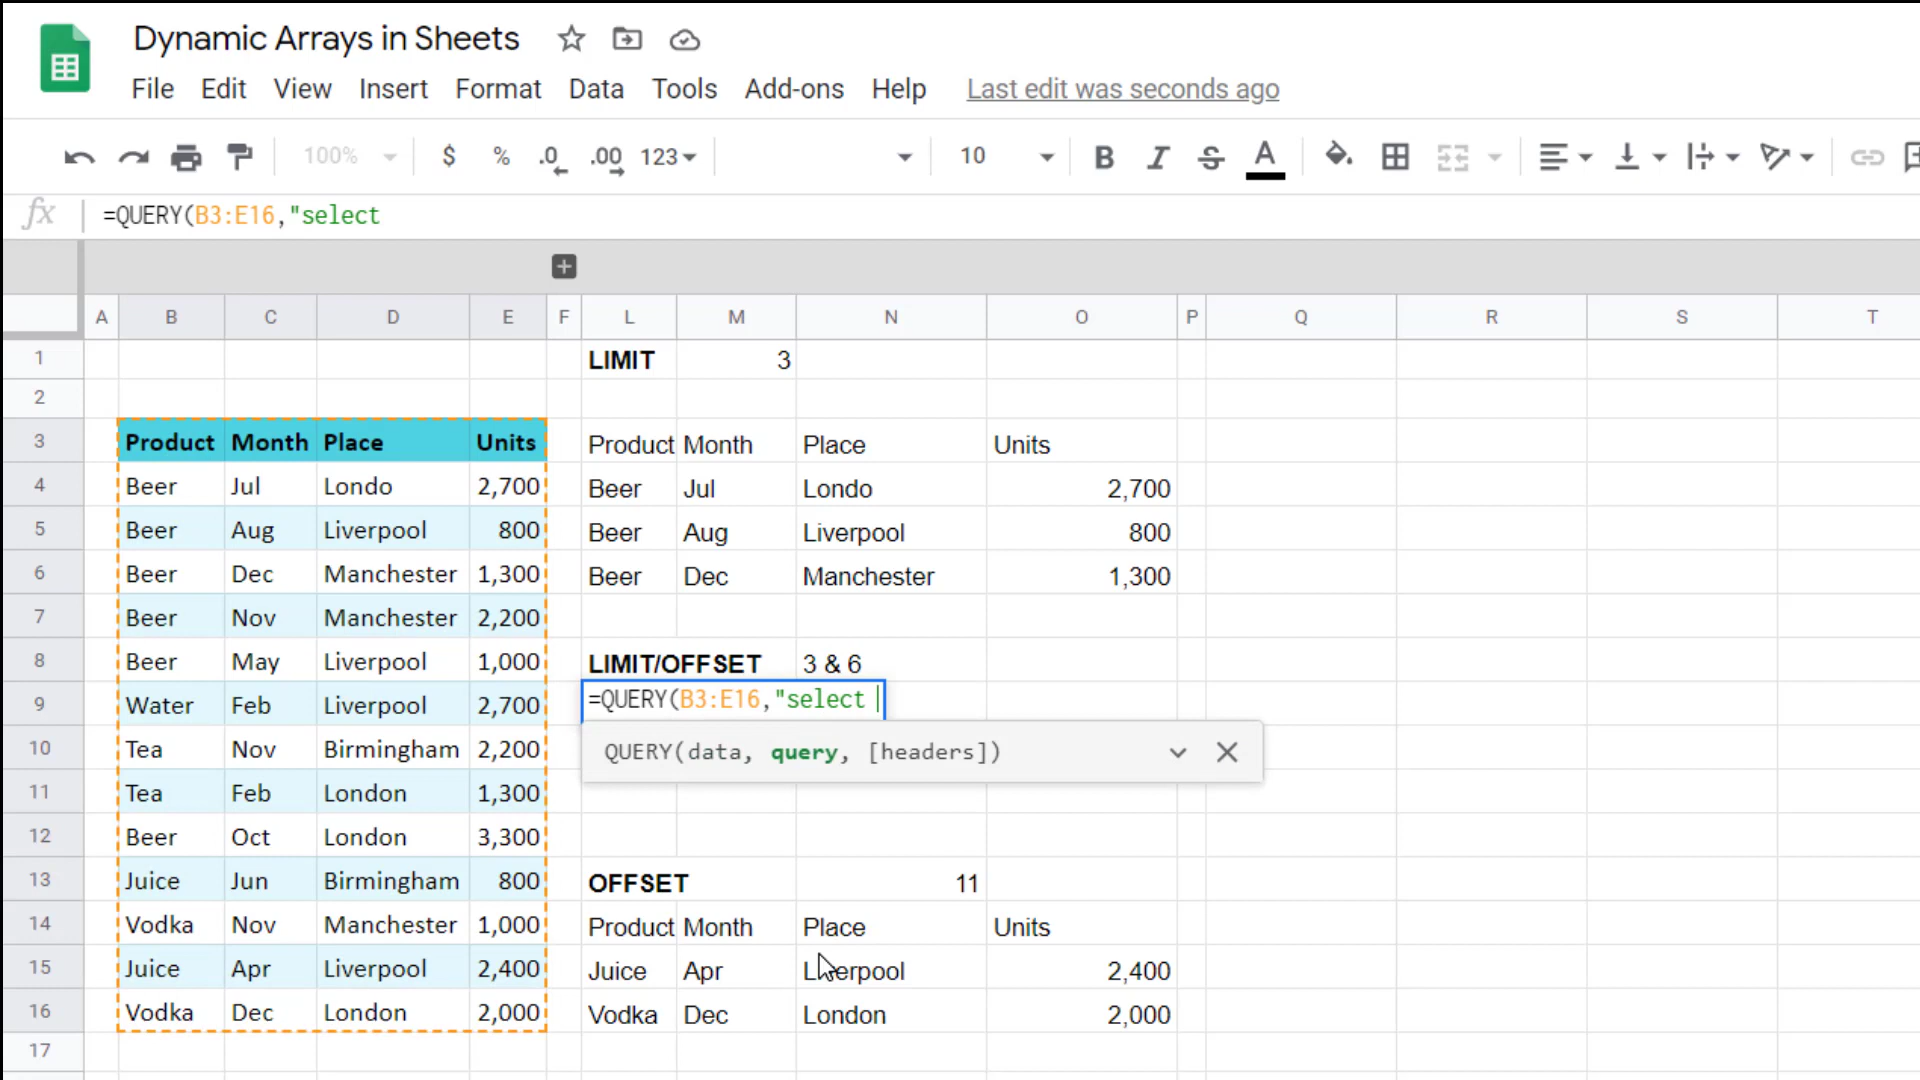 Dynamic Arrays in Sheets
File Edit View Insert Format Data Tools Add-ons Help Last edit was seconds ago
100% $ % .0 .00 123 10 B I S A
fx =QUERY(B3:E16,"select
A B C D E F L M N O P Q R S T
1 LIMIT 3
2
3 Product Month Place Units Product Month Place Units
4 Beer Jul Londo 2,700 Beer Jul Londo 2,700
5 Beer Aug Liverpool 800 Beer Aug Liverpool 800
6 Beer Dec Manchester 1,300 Beer Dec Manchester 1,300
7 Beer Nov Manchester 2,200
8 Beer May Liverpool 1,000 LIMIT/OFFSET 3 & 6
9 Water Feb Liverpool 2,700 =QUERY(B3:E16,"select
10 Tea Nov Birmingham 2,200 QUERY(data, query, [headers])
11 Tea Feb London 1,300
12 Beer Oct London 3,300
13 Juice Jun Birmingham 800 OFFSET 11
14 Vodka Nov Manchester 1,000 Product Month Place Units
15 Juice Apr Liverpool 2,400 Juice Apr Liverpool 2,400
16 Vodka Dec London 2,000 Vodka Dec London 2,000
17